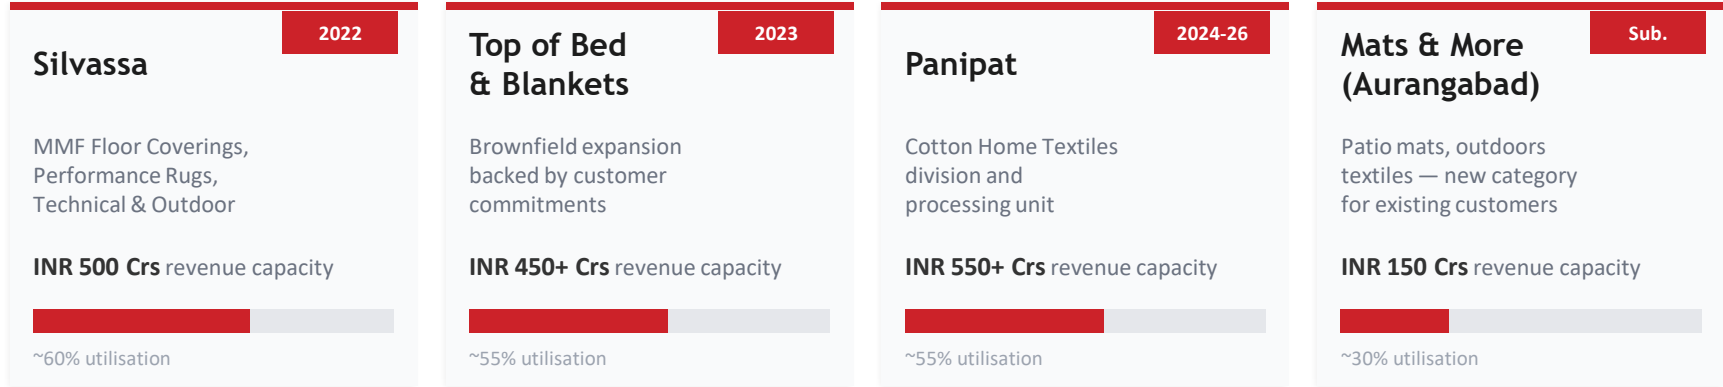 2022
Silvassa
MMF Floor Coverings,
Performance Rugs,
Technical & Outdoor
INR 500 Crs revenue capacity
~60% utilisation
2023
Top of Bed
& Blankets
Brownfield expansion
backed by customer
commitments
INR 450+ Crs revenue capacity
~55% utilisation
2024-26
Panipat
Cotton Home Textiles
division and
processing unit
INR 550+ Crs revenue capacity
~55% utilisation
Sub.
Mats & More
(Aurangabad)
Patio mats, outdoors
textiles — new category
for existing customers
INR 150 Crs revenue capacity
~30% utilisation